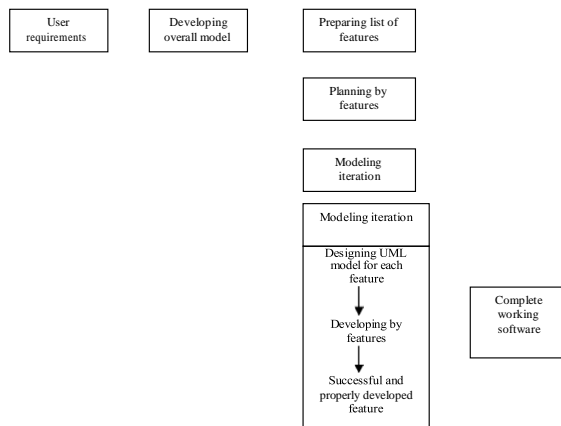 User
requirements
Developing
overall model
Preparing list of
features
Planning by
features
Modeling
iteration
Modeling iteration
Designing UML
model for each
feature
Developing by
features
Successful and
properly developed
feature
Complete
working
software